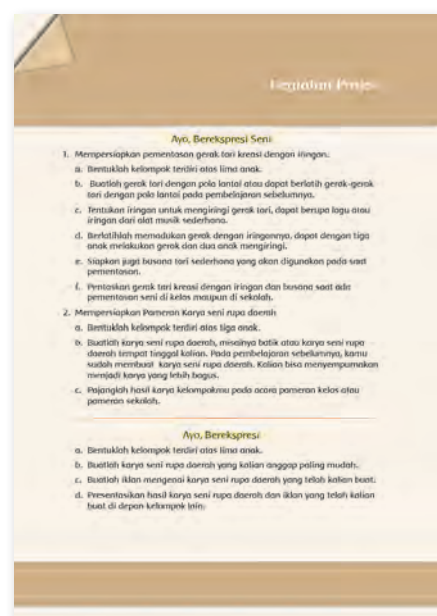 Kegiatan Proyek
Ayo, Berekspresi Seni
1. Mempersiapkan pementasan gerak tari kreasi dengan iringan.
a. Bentuklah kelompok terdiri atas lima anak.
b. Buatlah gerak tari dengan pola lantai atau dapat berlatih gerak-gerak
tari dengan pola lantai pada pembelajaran sebelumnya.
c. Tentukan iringan untuk mengiringi gerak tari, dapat berupa lagu atau
iringan dari alat musik sederhana.
d. Berlatihlah memadukan gerak dengan iringannya, dapat dengan tiga
anak melakukan gerak dan dua anak mengiringi.
e. Siapkan juga busana tari sederhana yang akan digunakan pada saat
pementasan.
f. Pentaskan gerak tari kreasi dengan iringan dan busana saat ada
pementasan seni di kelas maupun di sekolah.
2. Mempersiapkan Pameran Karya seni rupa daerah
a. Bentuklah kelompok terdiri atas tiga anak.
b. Buatlah karya seni rupa daerah, misalnya batik atau karya seni rupa
daerah tempat tinggal kalian. Pada pembelajaran sebelumnya, kamu
sudah membuat karya seni rupa daerah. Kalian bisa menyempurnakan
menjadi karya yang lebih bagus.
c. Pajanglah hasil karya kelompokmu pada acara pameran kelas atau
pameran sekolah.
Ayo, Berekspresi
a. Bentuklah kelompok terdiri atas lima anak.
b. Buatlah karya seni rupa daerah yang kalian anggap paling mudah.
c. Buatlah iklan mengenai karya seni rupa daerah yang telah kalian buat.
d. Presentasikan hasil karya seni rupa daerah dan iklan yang telah kalian
buat di depan kelompok lain.